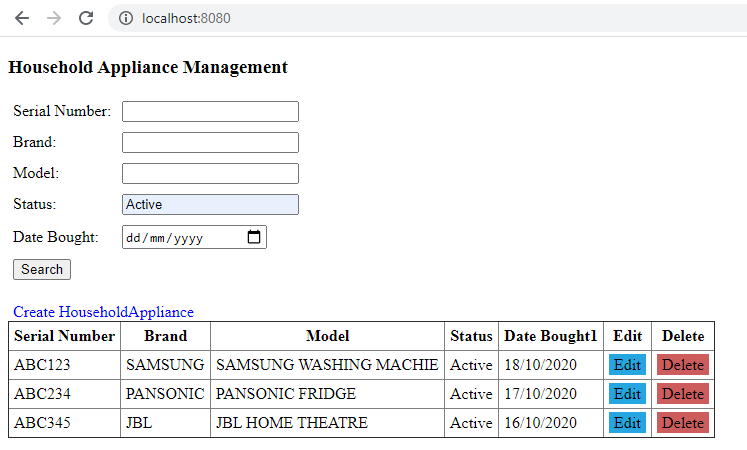 localhost:8080
Household Appliance Management
Serial Number:
Brand:
Model:
Status: Active
Date Bought: dd/mm/yyyy
Search
Create HouseholdAppliance
Serial Number Brand Model Status Date Bought1 Edit Delete
ABC123 SAMSUNG SAMSUNG WASHING MACHIE Active 18/10/2020 Edit Delete
ABC234 PANSONIC PANSONIC FRIDGE Active 17/10/2020 Edit Delete
ABC345 JBL JBL HOME THEATRE Active 16/10/2020 Edit Delete